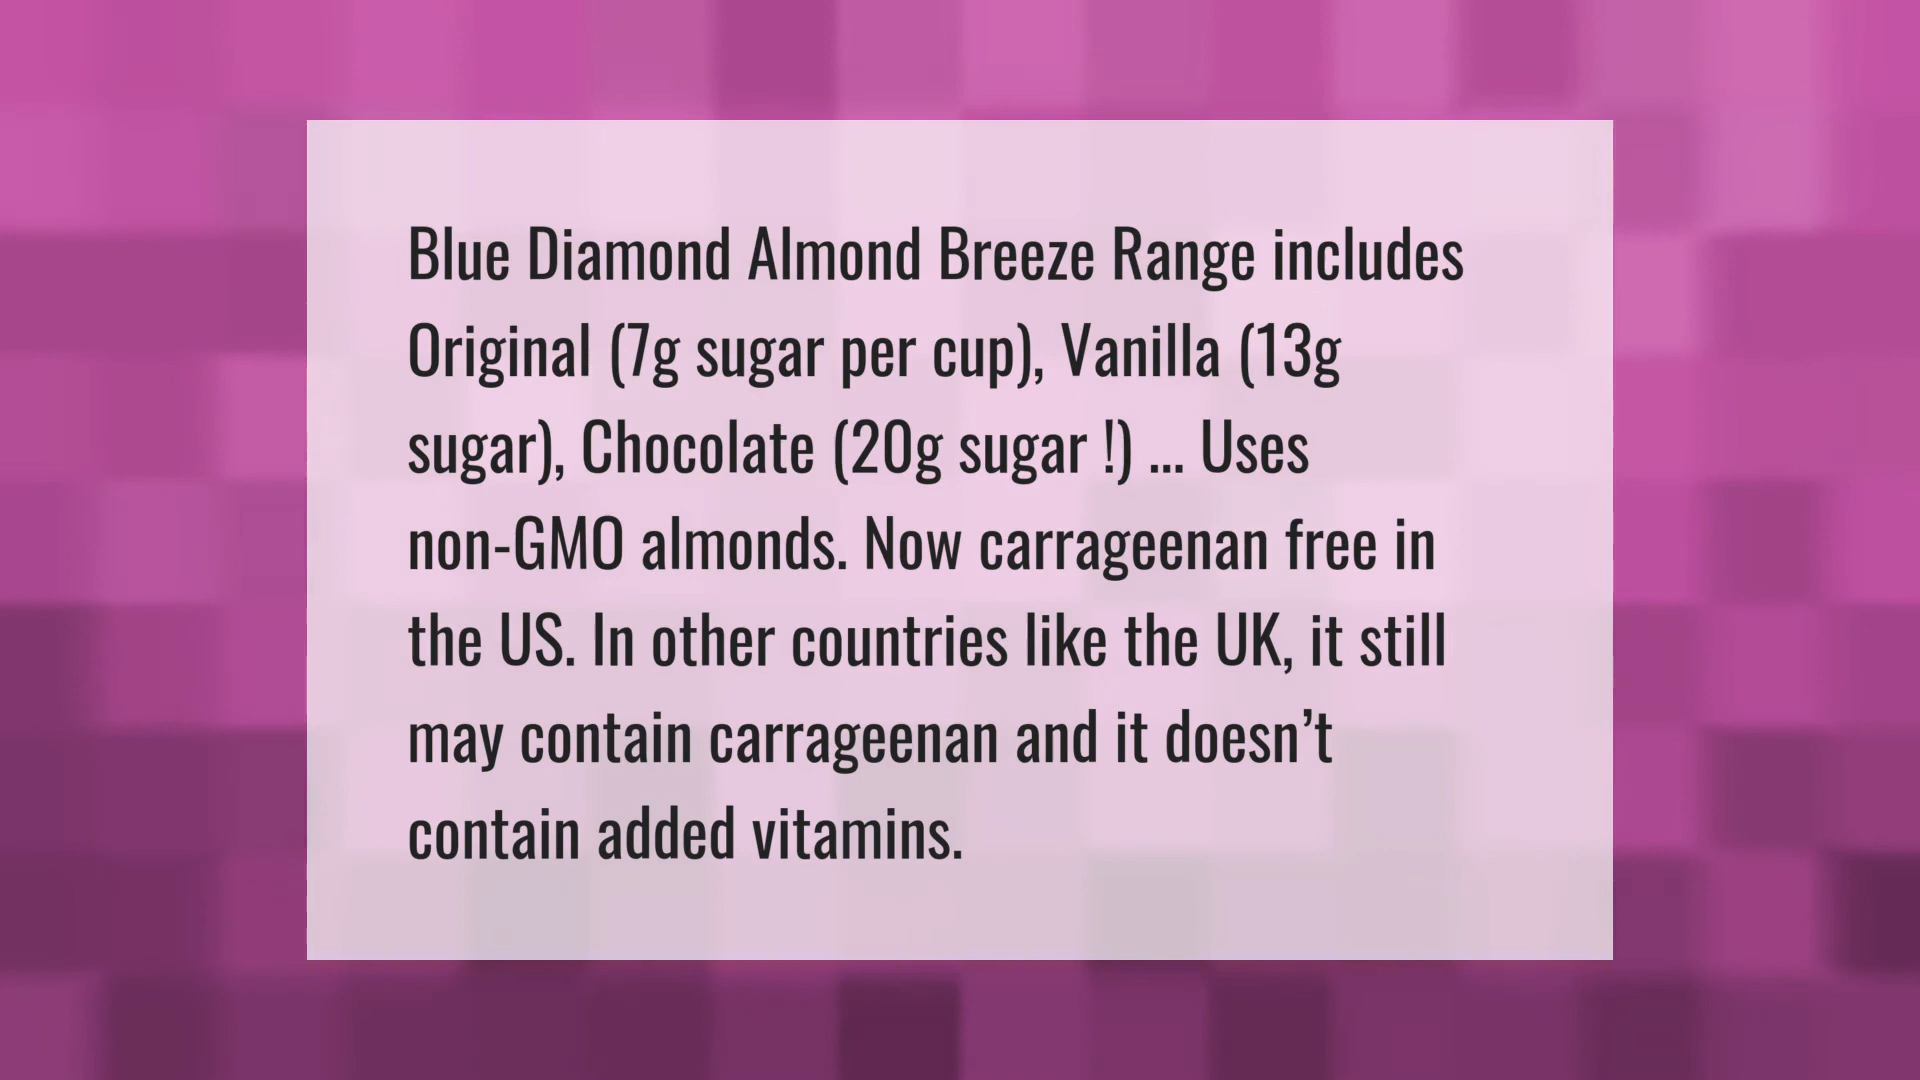 Blue Diamond Almond Breeze Range includes
Original (7g sugar per cup), Vanilla (13g
sugar), Chocolate (20g sugar !) ... Uses
non-GMO almonds. Now carrageenan free in
the US. In other countries like the UK, it still
may contain carrageenan and it doesn’t
contain added vitamins.